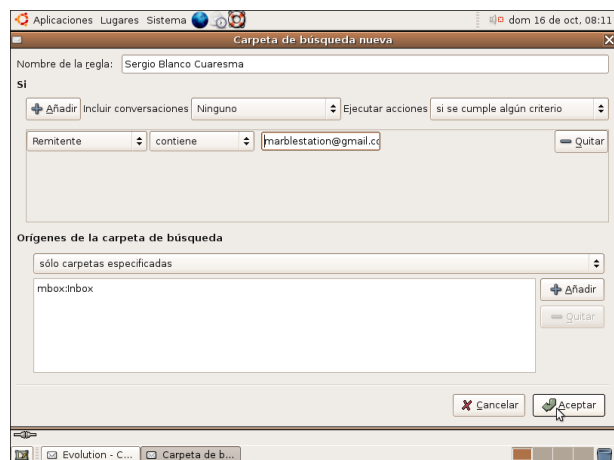 Aplicaciones Lugares Sistema dom 16 de oct, 08:11
Carpeta de búsqueda nueva
Nombre de la regla: Sergio Blanco Cuaresma
Si
Añadir Incluir conversaciones Ninguno Ejecutar acciones si se cumple algún criterio
Remitente contiene marblestation@gmail.co Quitar
Orígenes de la carpeta de búsqueda
sólo carpetas especificadas
mbox:Inbox Añadir
Quitar
Cancelar Aceptar
Evolution - C... Carpeta de b...